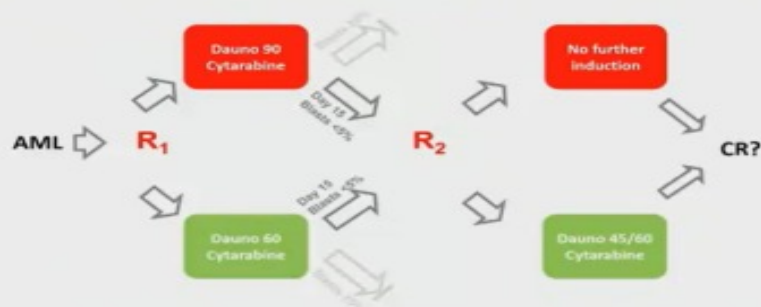 Dauno 90
Cytarabine
No further
induction
Day 15
Blasts <5%
AML
R1
R2
CR?
Day 15
Blasts <5%
Dauno 60
Cytarabine
Dauno 45/60
Cytarabine